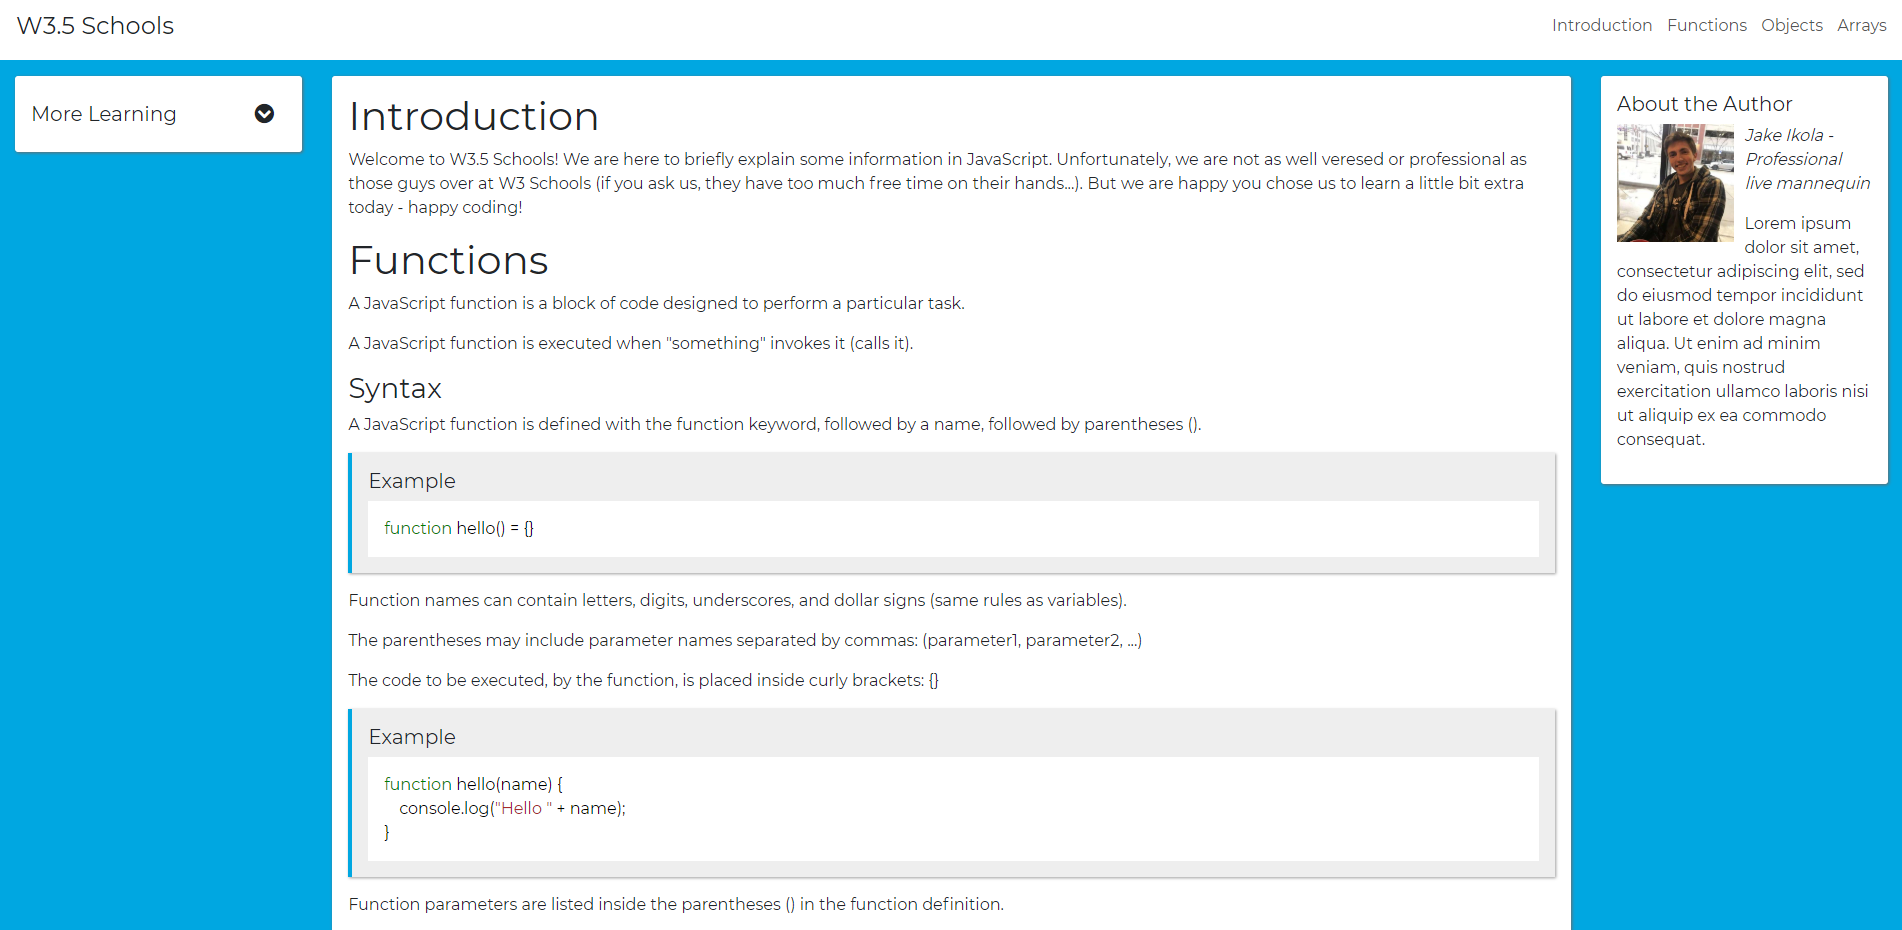 W3.5 Schools
Introduction Functions Objects Arrays
More Learning
Introduction
Welcome to W3.5 Schools! We are here to briefly explain some information in JavaScript. Unfortunately, we are not as well veresed or professional as
those guys over at W3 Schools (if you ask us, they have too much free time on their hands...). But we are happy you chose us to learn a little bit extra
today - happy coding!
Functions
A JavaScript function is a block of code designed to perform a particular task.
A JavaScript function is executed when "something" invokes it (calls it).
Syntax
A JavaScript function is defined with the function keyword, followed by a name, followed by parentheses ().
Example
function hello() = {}
Function names can contain letters, digits, underscores, and dollar signs (same rules as variables).
The parentheses may include parameter names separated by commas: (parameter1, parameter2, ...)
The code to be executed, by the function, is placed inside curly brackets: {}
Example
function hello(name) {
console.log("Hello " + name);
}
Function parameters are listed inside the parentheses () in the function definition.
About the Author
Jake Ikola -
Professional
live mannequin
Lorem ipsum
dolor sit amet,
consectetur adipiscing elit, sed
do eiusmod tempor incididunt
ut labore et dolore magna
aliqua. Ut enim ad minim
veniam, quis nostrud
exercitation ullamco laboris nisi
ut aliquip ex ea commodo
consequat.